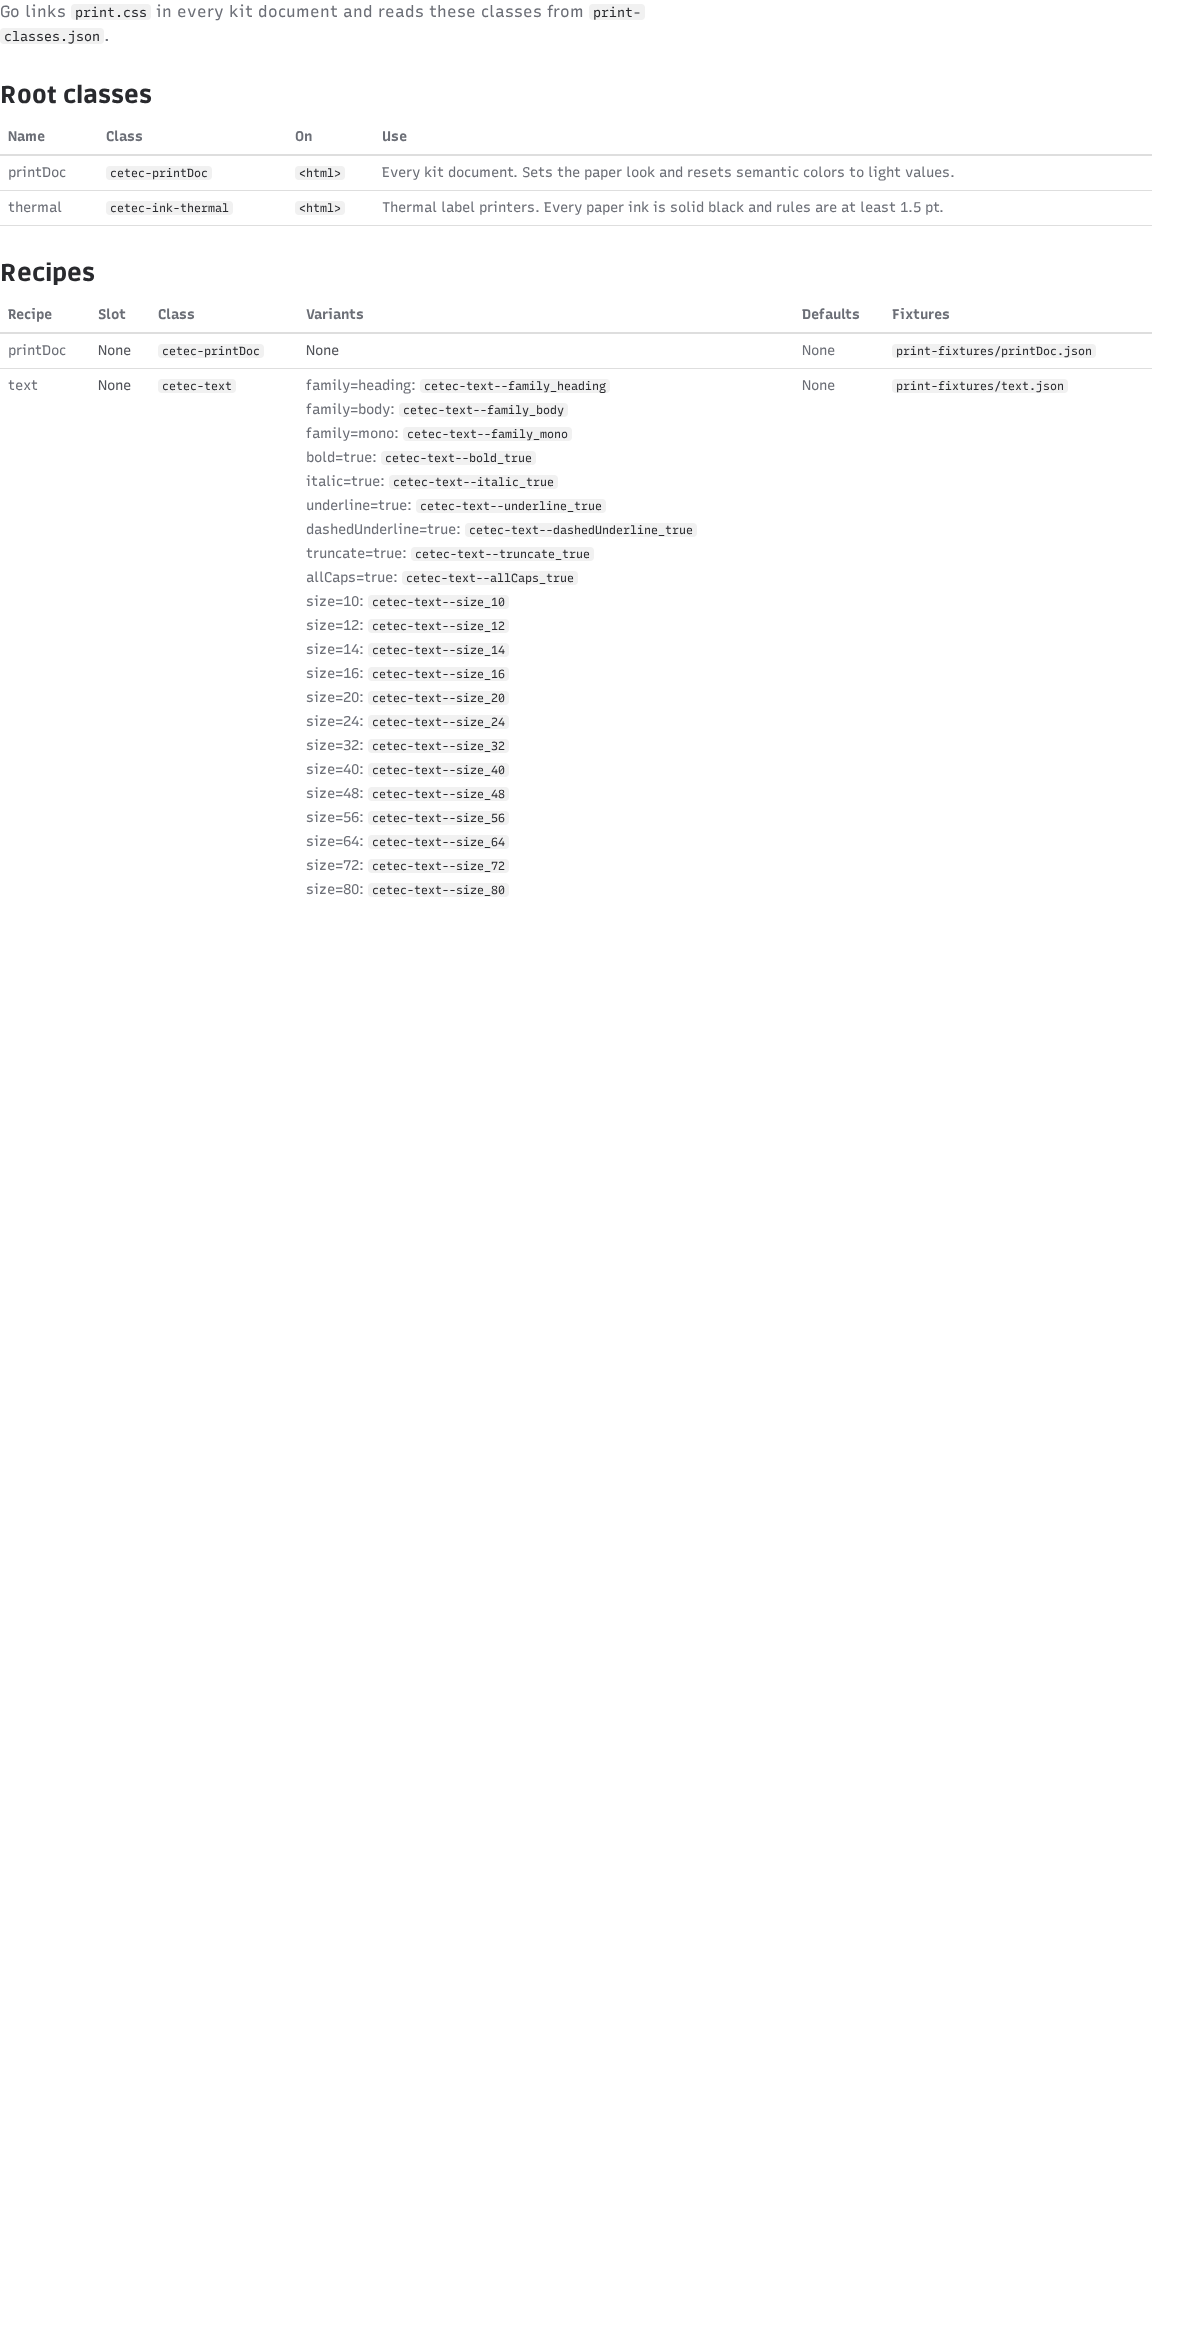 Go links print.css in every kit document and reads these classes from print-
classes.json.
Root classes
Name Class On Use
printDoc cetec-printDoc <html> Every kit document. Sets the paper look and resets semantic colors to light values.
thermal cetec-ink-thermal <html> Thermal label printers. Every paper ink is solid black and rules are at least 1.5 pt.
Recipes
Recipe Slot Class Variants Defaults Fixtures
printDoc None cetec-printDoc None None print-fixtures/printDoc.json
text None cetec-text family=heading: cetec-text--family_heading None print-fixtures/text.json
family=body: cetec-text--family_body
family=mono: cetec-text--family_mono
bold=true: cetec-text--bold_true
italic=true: cetec-text--italic_true
underline=true: cetec-text--underline_true
dashedUnderline=true: cetec-text--dashedUnderline_true
truncate=true: cetec-text--truncate_true
allCaps=true: cetec-text--allCaps_true
size=10: cetec-text--size_10
size=12: cetec-text--size_12
size=14: cetec-text--size_14
size=16: cetec-text--size_16
size=20: cetec-text--size_20
size=24: cetec-text--size_24
size=32: cetec-text--size_32
size=40: cetec-text--size_40
size=48: cetec-text--size_48
size=56: cetec-text--size_56
size=64: cetec-text--size_64
size=72: cetec-text--size_72
size=80: cetec-text--size_80